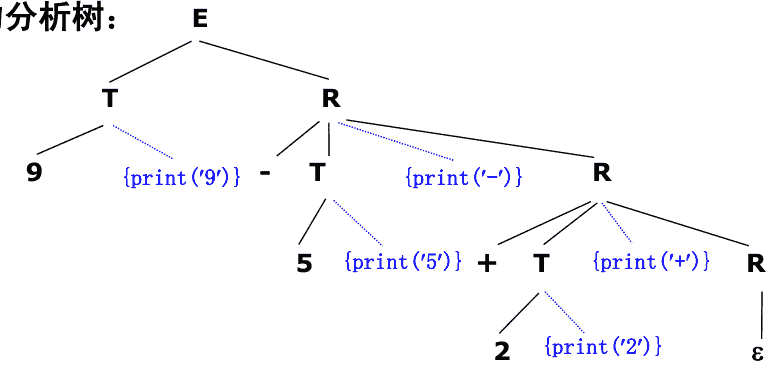 分析树：
E
T R
9 {print('9')} - T {print('-')} R
5 {print('5')} + T {print('+')} R
2 {print('2')} ε